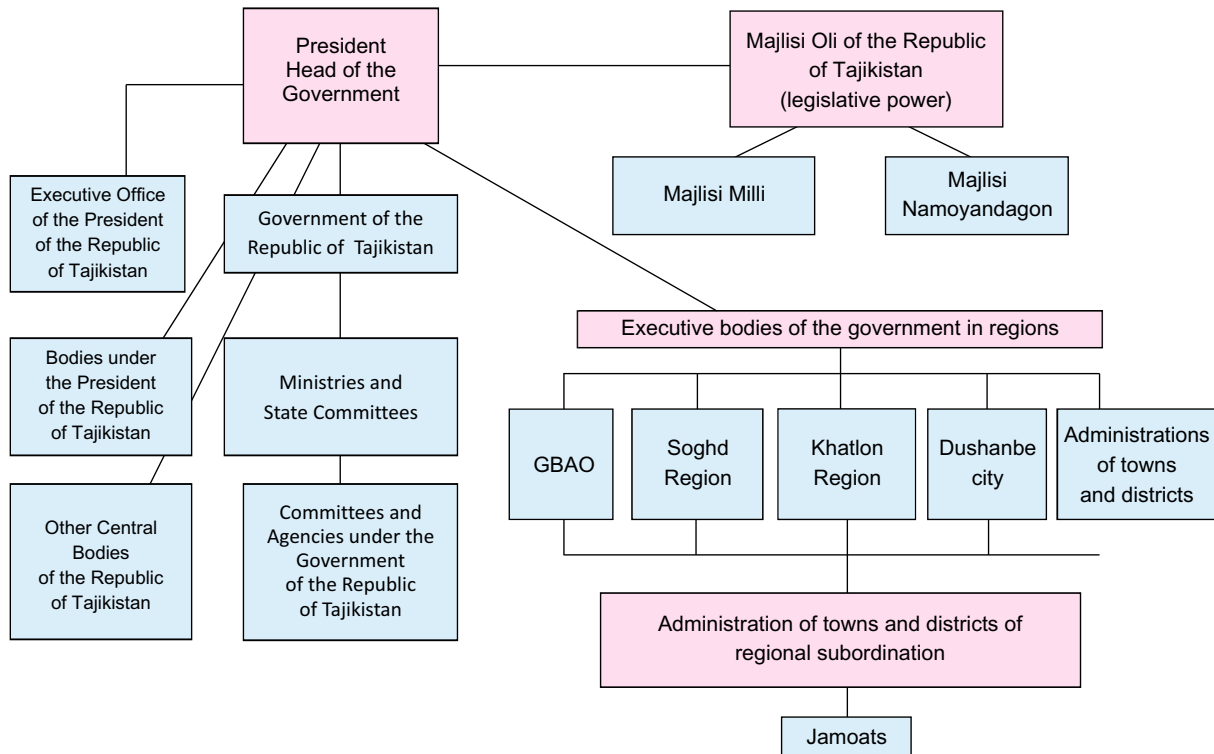 President
Head of the
Government
Majlisi Oli of the Republic
of Tajikistan
(legislative power)
Executive Office
of the President
of the Republic
of Tajikistan
Government of the
Republic of Tajikistan
Majlisi Milli
Majlisi
Namoyandagon
Bodies under
the President
of the Republic
of Tajikistan
Ministries and
State Committees
Executive bodies of the government in regions
GBAO
Soghd
Region
Khatlon
Region
Dushanbe
city
Administrations
of towns
and districts
Other Central
Bodies
of the Republic
of Tajikistan
Committees and
Agencies under the
Government
of the Republic
of Tajikistan
Administration of towns and districts of
regional subordination
Jamoats